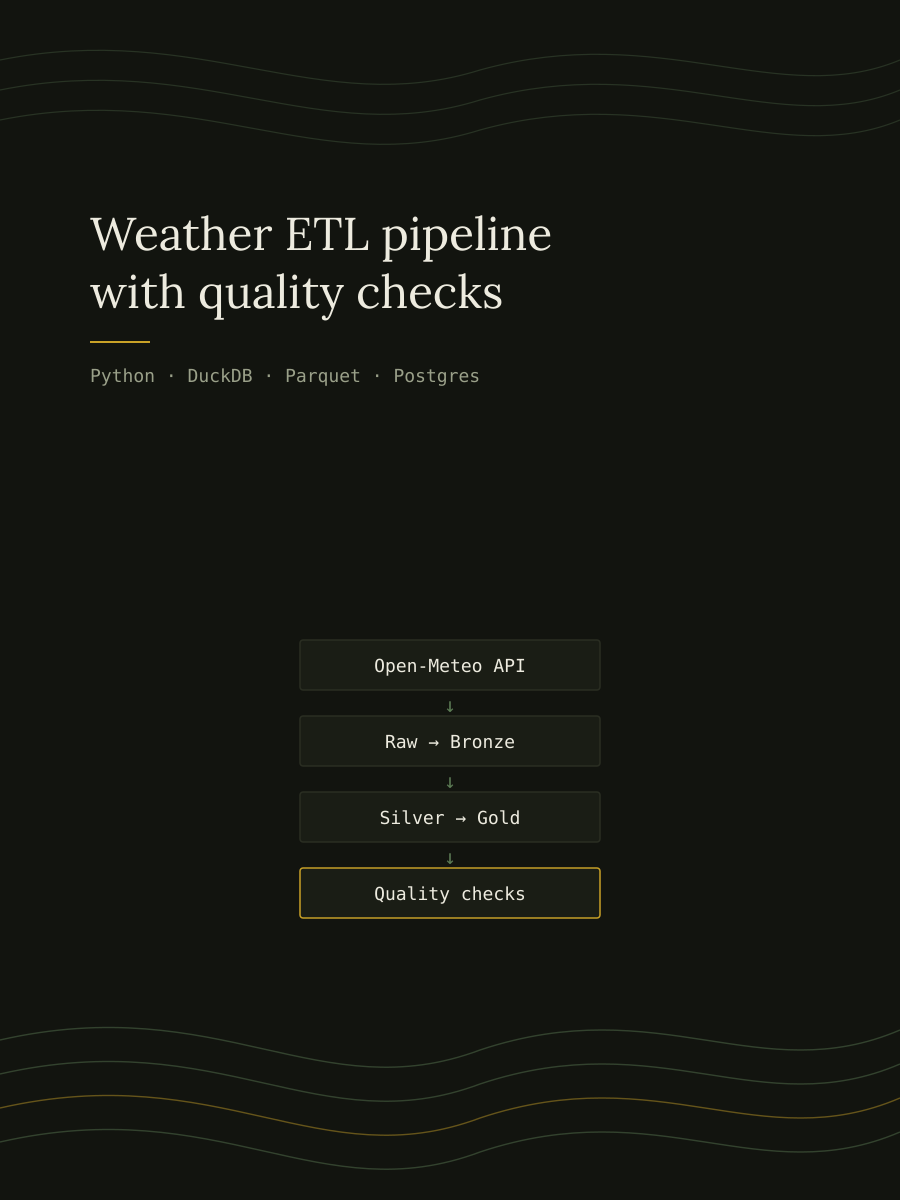 Weather ETL pipeline
with quality checks
Python · DuckDB · Parquet · Postgres
Open-Meteo API
↓
Raw → Bronze
↓
Silver → Gold
↓
Quality checks